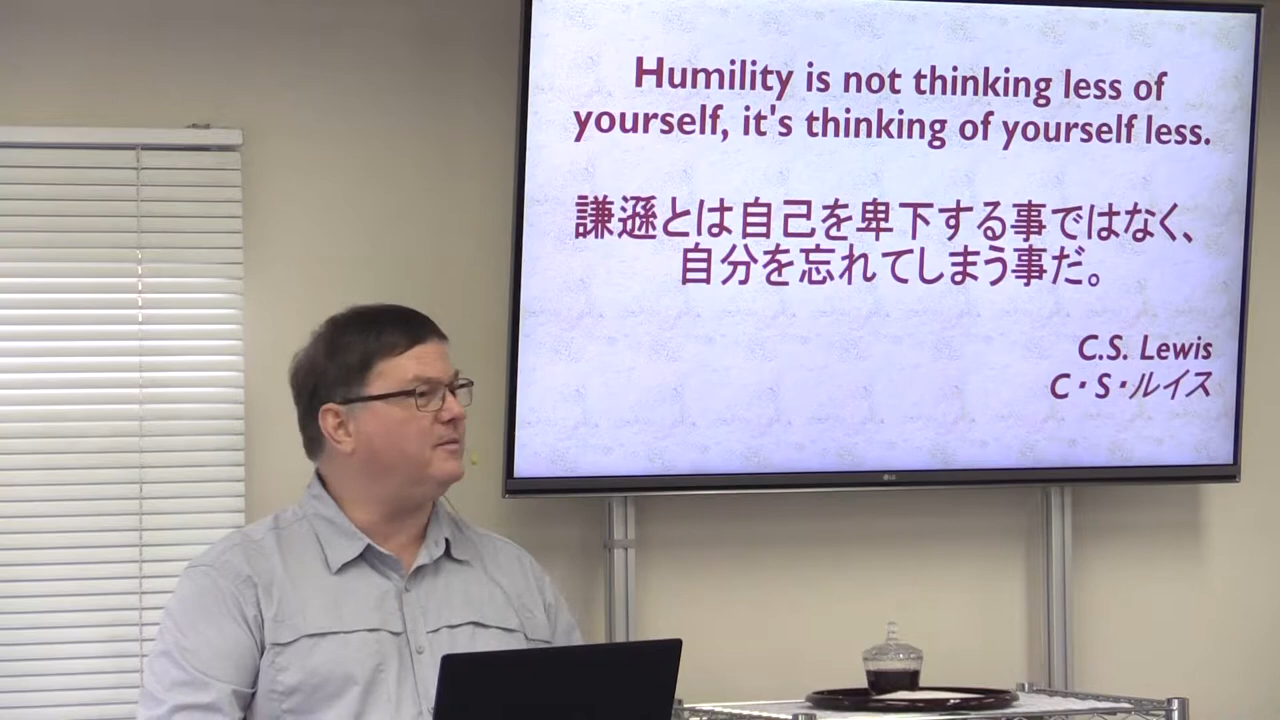 Humility is not thinking less of
yourself, it's thinking of yourself less.
謙遜とは自己を卑下する事ではなく、
自分を忘れてしまう事だ。
C.S. Lewis
C・S・ルイス
LG